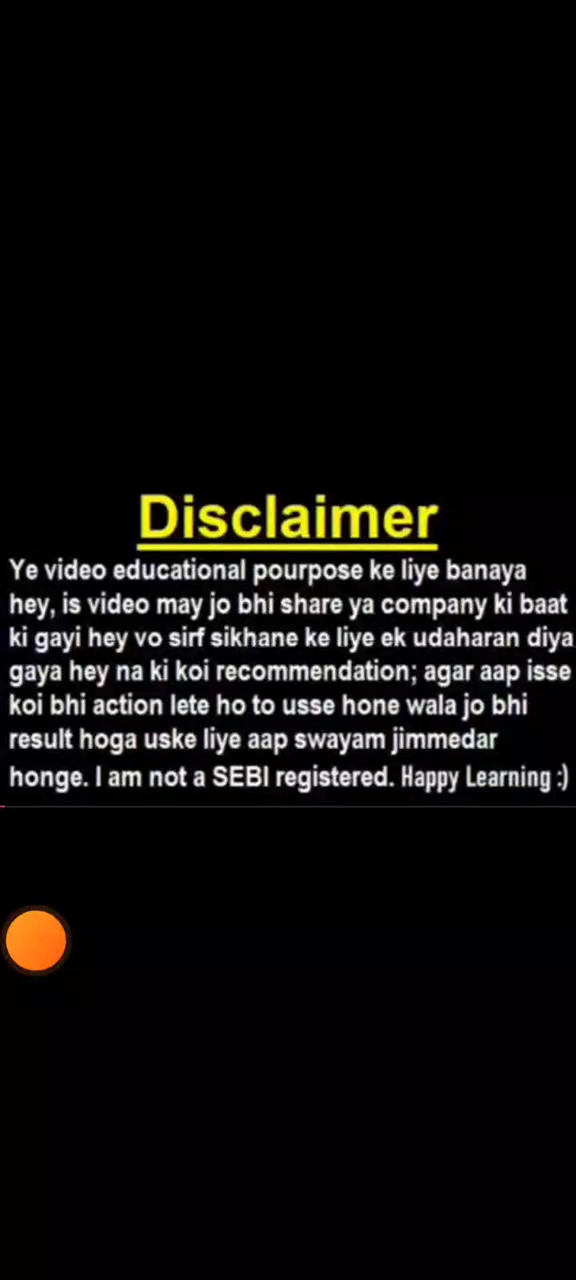 Disclaimer
Ye video educational pourpose ke liye banaya
hey, is video may jo bhi share ya company ki baat
ki gayi hey vo sirf sikhane ke liye ek udaharan diya
gaya hey na ki koi recommendation; agar aap isse
koi bhi action lete ho to usse hone wala jo bhi
result hoga uske liye aap swayam jimmedar
honge. I am not a SEBI registered. Happy Learning :)